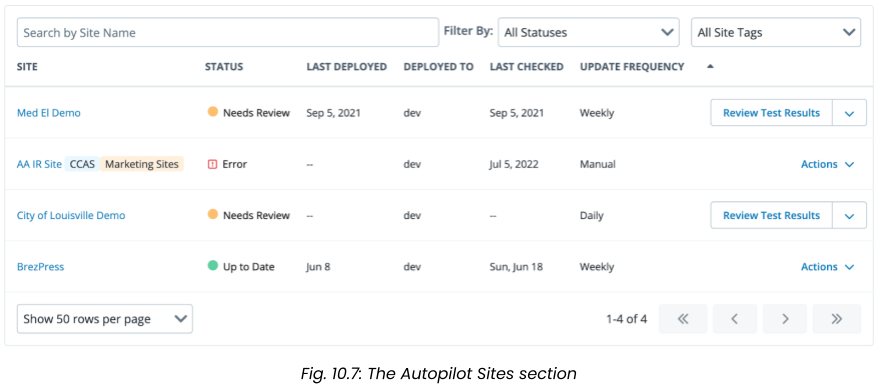 Search by Site Name Filter By: All Statuses All Site Tags
SITE STATUS LAST DEPLOYED DEPLOYED TO LAST CHECKED UPDATE FREQUENCY
Med El Demo Needs Review Sep 5, 2021 dev Sep 5, 2021 Weekly Review Test Results
AA IR Site CCAS Marketing Sites Error -- dev Jul 5, 2022 Manual Actions
City of Louisville Demo Needs Review -- dev -- Daily Review Test Results
BrezPress Up to Date Jun 8 dev Sun, Jun 18 Weekly Actions
Show 50 rows per page 1-4 of 4
Fig. 10.7: The Autopilot Sites section